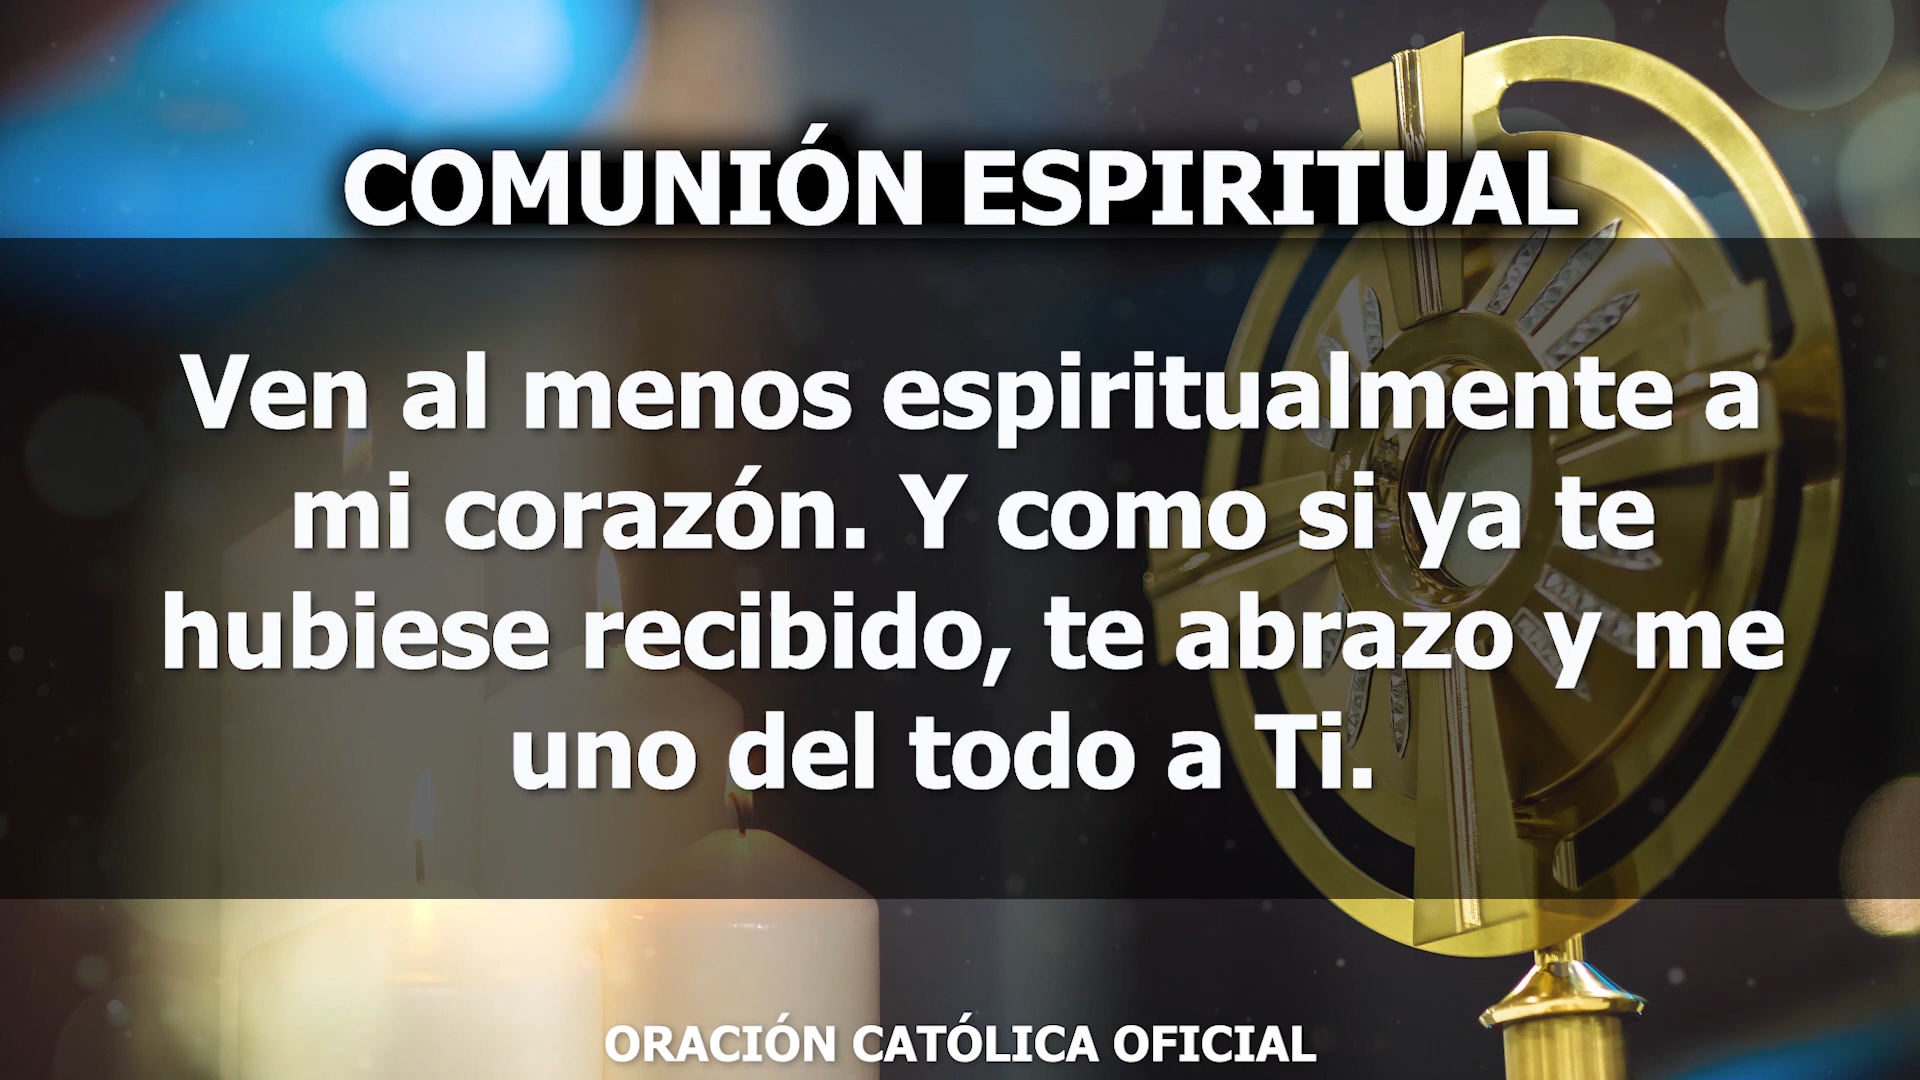 COMUNIÓN ESPIRITUAL
Ven al menos espiritualmente a
mi corazón. Y como si ya te
hubiese recibido, te abrazo y me
uno del todo a Ti.
ORACIÓN CATÓLICA OFICIAL